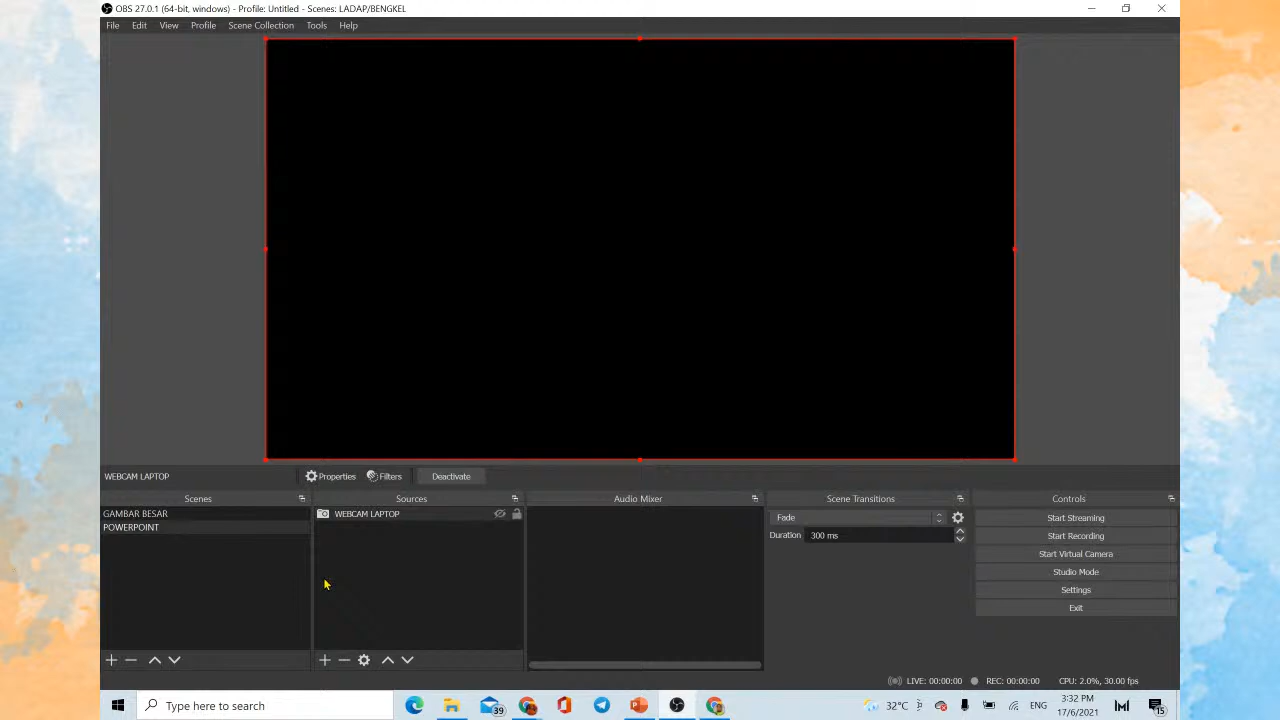 OBS 27.0.1 (64-bit, windows) - Profile: Untitled - Scenes: LADAP/BENGKEL
File Edit View Profile Scene Collection Tools Help
WEBCAM LAPTOP Properties Filters Deactivate
Scenes Sources Audio Mixer Scene Transitions Controls
GAMBAR BESAR
POWERPOINT
WEBCAM LAPTOP
Fade
Duration 300 ms
Start Streaming
Start Recording
Start Virtual Camera
Studio Mode
Settings
Exit
LIVE: 00:00:00 REC: 00:00:00 CPU: 2.0%, 30.00 fps
Type here to search
39
32°C
ENG
3:32 PM
17/6/2021
15